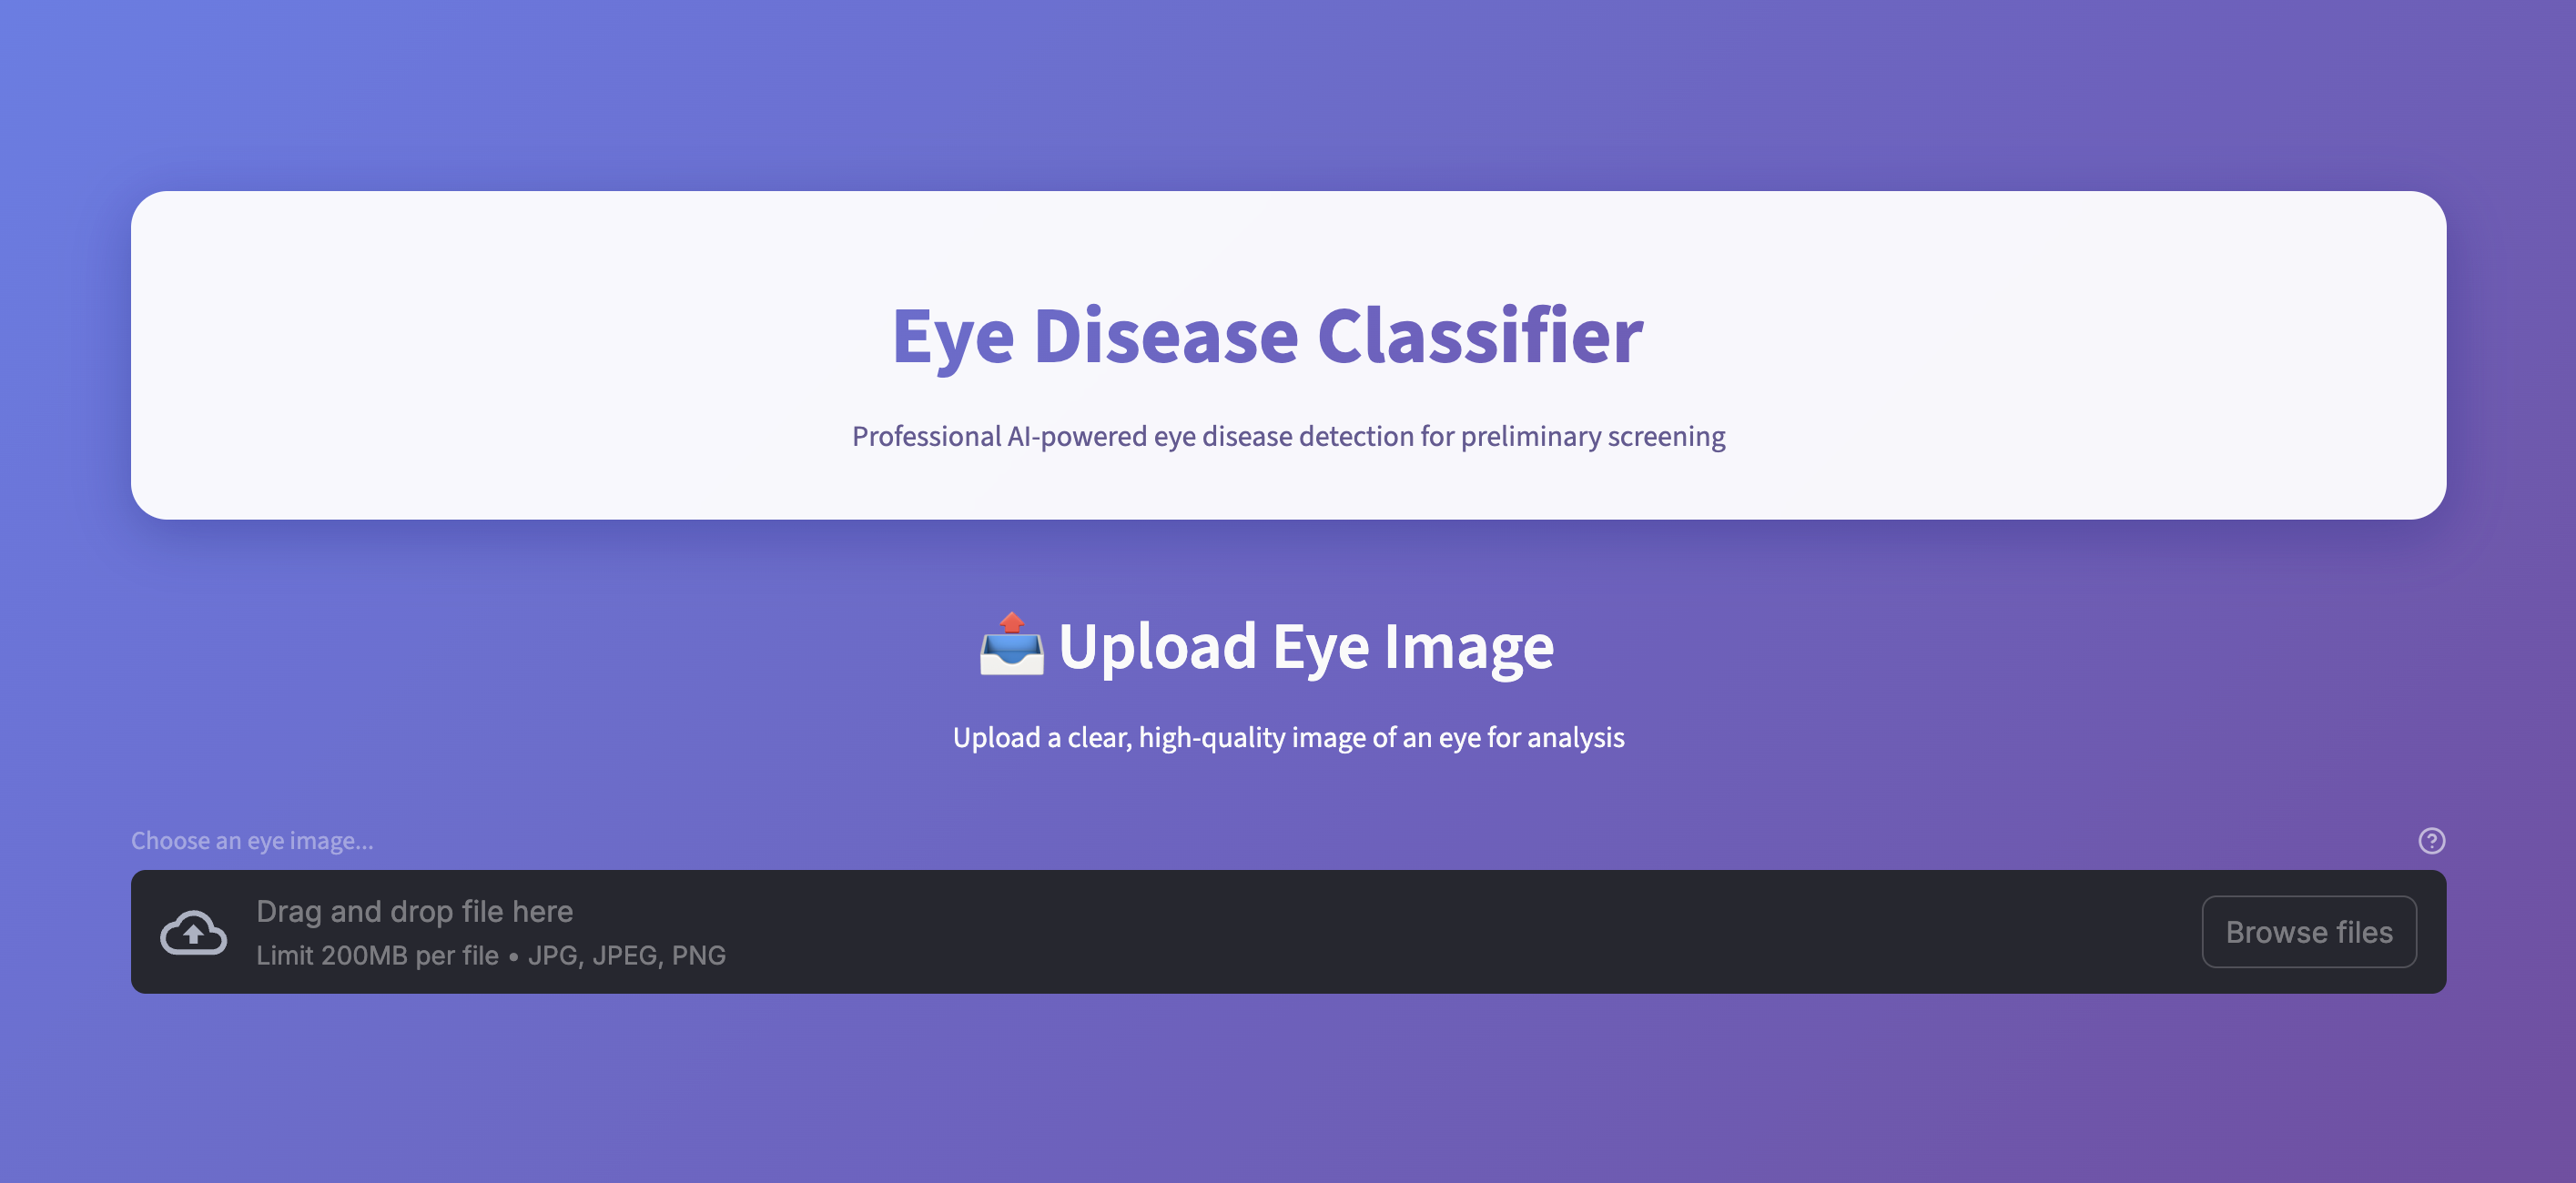 Eye Disease Classifier
Professional AI-powered eye disease detection for preliminary screening
📤 Upload Eye Image
Upload a clear, high-quality image of an eye for analysis
Choose an eye image...
Drag and drop file here
Limit 200MB per file • JPG, JPEG, PNG
Browse files